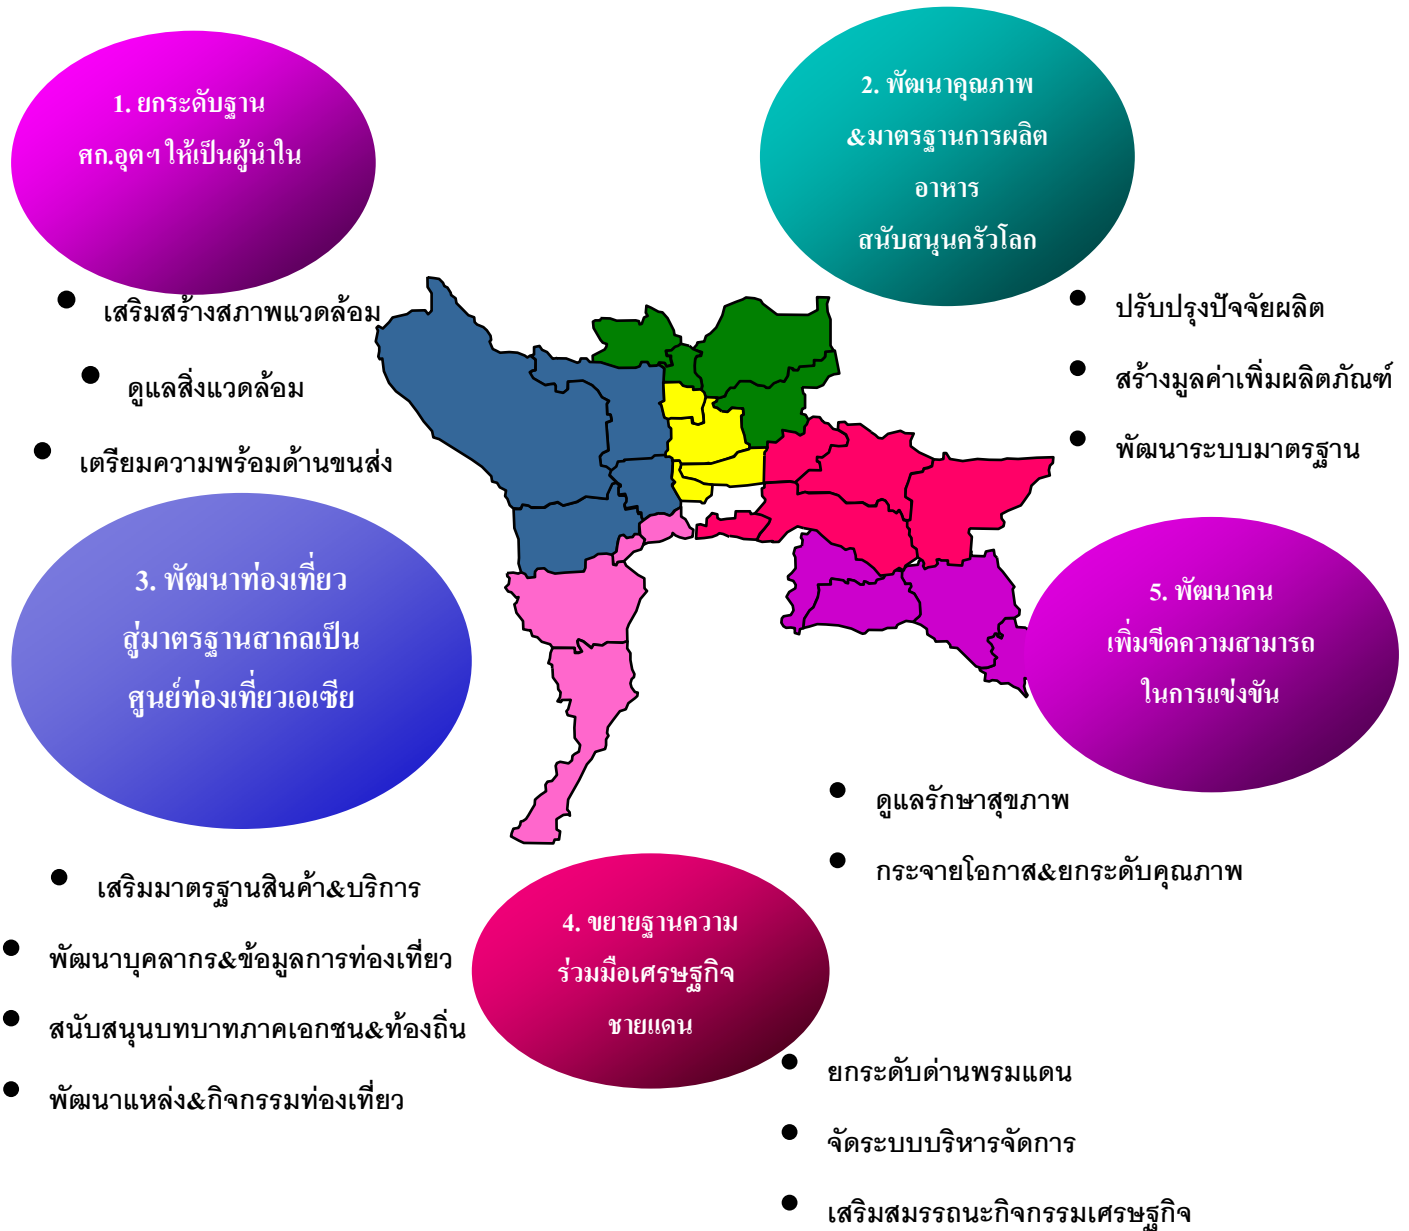 1. ยกระดับฐาน
ศก.อุตฯ ให้เป็นผู้นำใน
• เสริมสร้างสภาพแวดล้อม
• ดูแลสิ่งแวดล้อม
• เตรียมความพร้อมด้านขนส่ง
2. พัฒนาคุณภาพ
&มาตรฐานการผลิต
อาหาร
สนับสนุนครัวโลก
• ปรับปรุงปัจจัยผลิต
• สร้างมูลค่าเพิ่มผลิตภัณฑ์
• พัฒนาระบบมาตรฐาน
3. พัฒนาท่องเที่ยว
สู่มาตรฐานสากลเป็น
ศูนย์ท่องเที่ยวเอเซีย
• เสริมมาตรฐานสินค้า&บริการ
• พัฒนาบุคลากร&ข้อมูลการท่องเที่ยว
• สนับสนุนบทบาทภาคเอกชน&ท้องถิ่น
• พัฒนาแหล่ง&กิจกรรมท่องเที่ยว
4. ขยายฐานความ
ร่วมมือเศรษฐกิจ
ชายแดน
• ยกระดับด่านพรมแดน
• จัดระบบบริหารจัดการ
• เสริมสมรรถนะกิจกรรมเศรษฐกิจ
5. พัฒนาคน
เพิ่มขีดความสามารถ
ในการแข่งขัน
• ดูแลรักษาสุขภาพ
• กระจายโอกาส&ยกระดับคุณภาพ